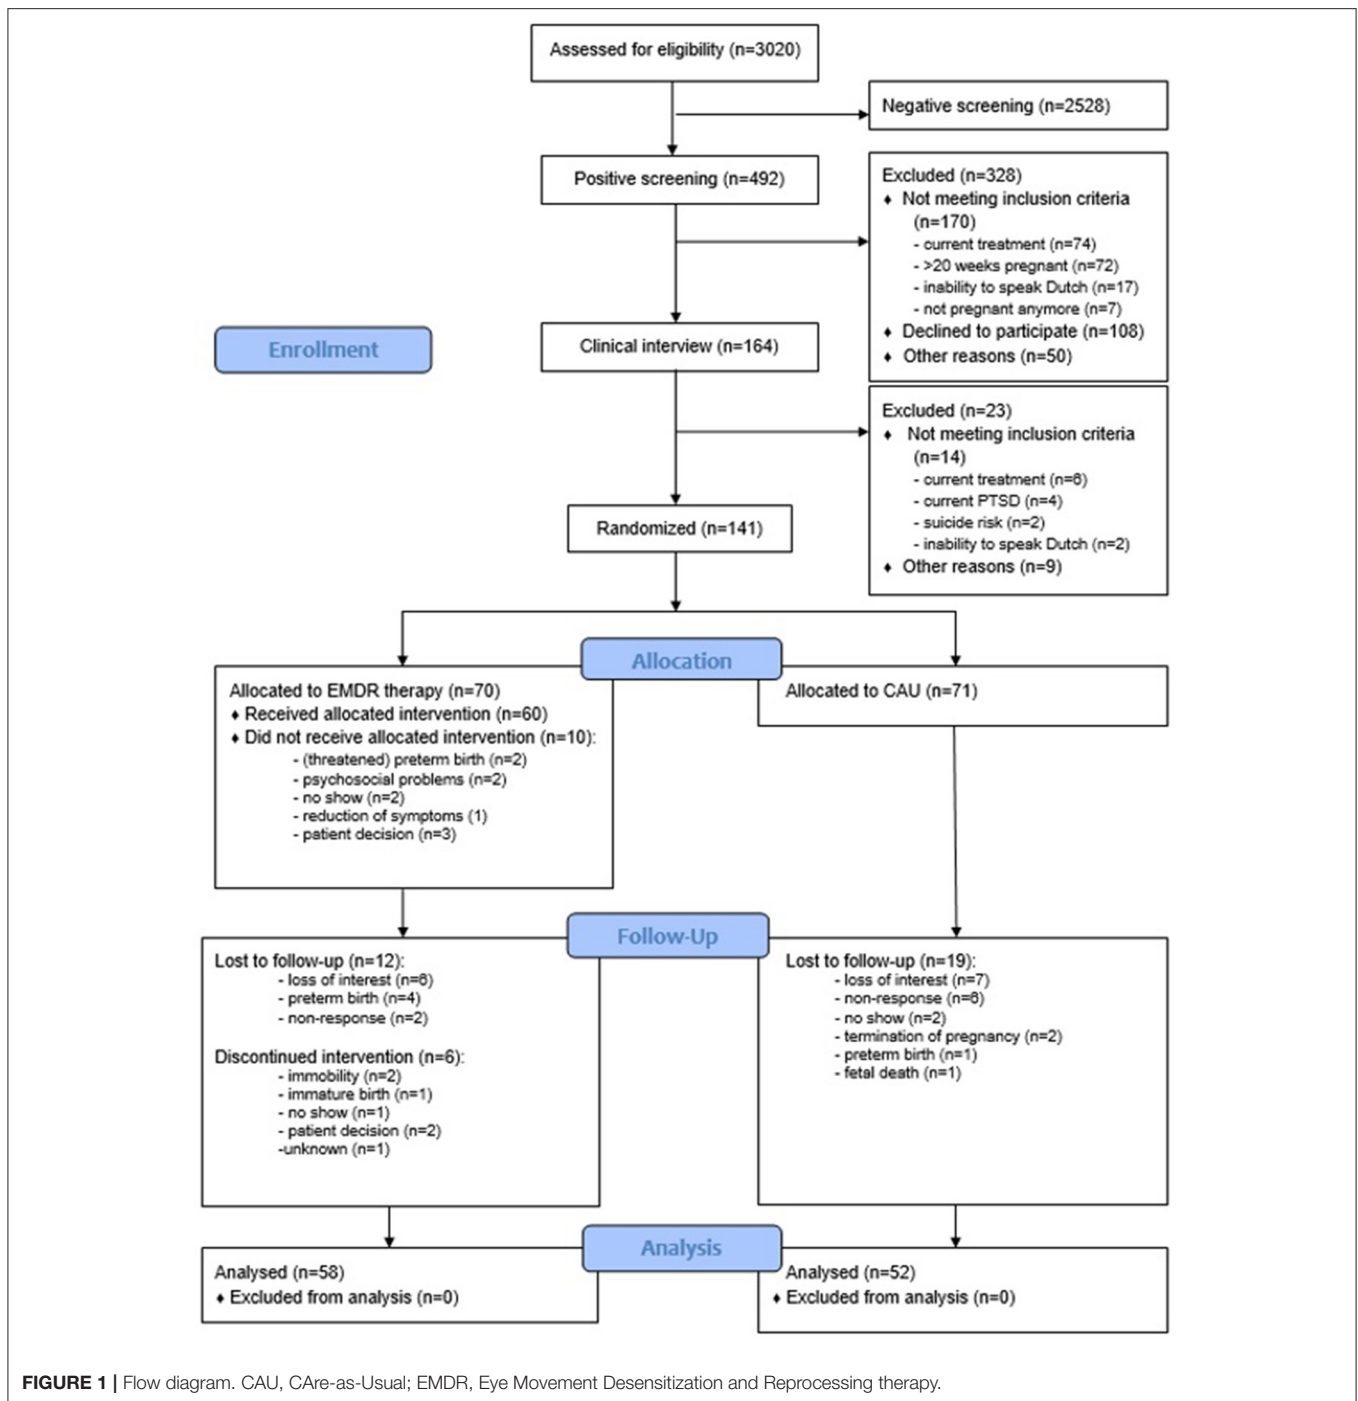 Assessed for eligibility (n=3020)
Negative screening (n=2528)
Positive screening (n=492)
Excluded (n=328)
♦ Not meeting inclusion criteria
(n=170)
- current treatment (n=74)
- >20 weeks pregnant (n=72)
- inability to speak Dutch (n=17)
- not pregnant anymore (n=7)
♦ Declined to participate (n=108)
♦ Other reasons (n=50)
Enrollment
Clinical interview (n=164)
Excluded (n=23)
♦ Not meeting inclusion criteria
(n=14)
- current treatment (n=6)
- current PTSD (n=4)
- suicide risk (n=2)
- inability to speak Dutch (n=2)
♦ Other reasons (n=9)
Randomized (n=141)
Allocation
Allocated to EMDR therapy (n=70)
♦ Received allocated intervention (n=60)
♦ Did not receive allocated intervention (n=10):
- (threatened) preterm birth (n=2)
- psychosocial problems (n=2)
- no show (n=2)
- reduction of symptoms (1)
- patient decision (n=3)
Allocated to CAU (n=71)
Follow-Up
Lost to follow-up (n=12):
- loss of interest (n=6)
- preterm birth (n=4)
- non-response (n=2)
Discontinued intervention (n=6):
- immobility (n=2)
- immature birth (n=1)
- no show (n=1)
- patient decision (n=2)
-unknown (n=1)
Lost to follow-up (n=19):
- loss of interest (n=7)
- non-response (n=6)
- no show (n=2)
- termination of pregnancy (n=2)
- preterm birth (n=1)
- fetal death (n=1)
Analysis
Analysed (n=58)
♦ Excluded from analysis (n=0)
Analysed (n=52)
♦ Excluded from analysis (n=0)
FIGURE 1 | Flow diagram. CAU, CAre-as-Usual; EMDR, Eye Movement Desensitization and Reprocessing therapy.